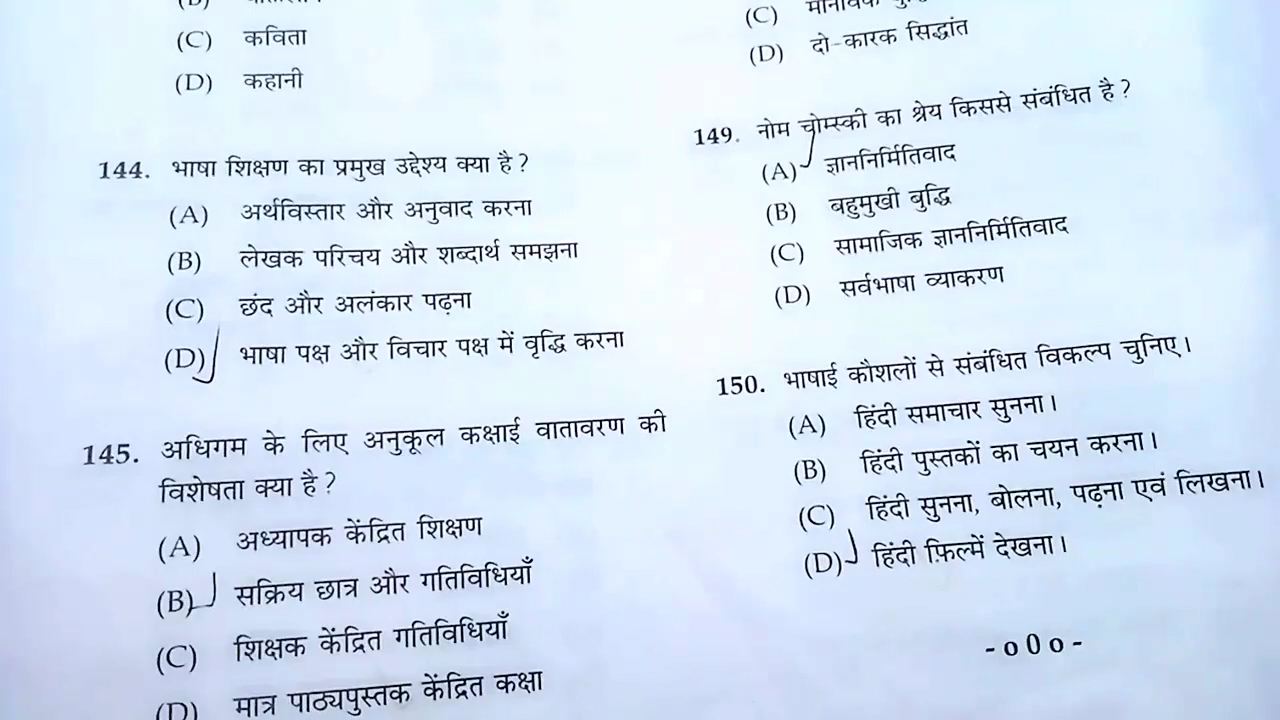 (C) कविता
(D) कहानी
144. भाषा शिक्षण का प्रमुख उद्देश्य क्या है ?
(A) अर्थविस्तार और अनुवाद करना
(B) लेखक परिचय और शब्दार्थ समझना
(C) छंद और अलंकार पढ़ना
(D) भाषा पक्ष और विचार पक्ष में वृद्धि करना
145. अधिगम के लिए अनुकूल कक्षाई वातावरण की
विशेषता क्या है ?
(A) अध्यापक केंद्रित शिक्षण
(B) सक्रिय छात्र और गतिविधियाँ
(C) शिक्षक केंद्रित गतिविधियाँ
(D) मात्र पाठ्यपुस्तक केंद्रित कक्षा
(C) मानवीय
(D) दो-कारक सिद्धांत
149. नोम चोम्स्की का श्रेय किससे संबंधित है ?
(A) ज्ञाननिर्मितिवाद
(B) बहुमुखी बुद्धि
(C) सामाजिक ज्ञाननिर्मितिवाद
(D) सर्वभाषा व्याकरण
150. भाषाई कौशलों से संबंधित विकल्प चुनिए।
(A) हिंदी समाचार सुनना।
(B) हिंदी पुस्तकों का चयन करना।
(C) हिंदी सुनना, बोलना, पढ़ना एवं लिखना।
(D) हिंदी फ़िल्में देखना।
- o 0 o -